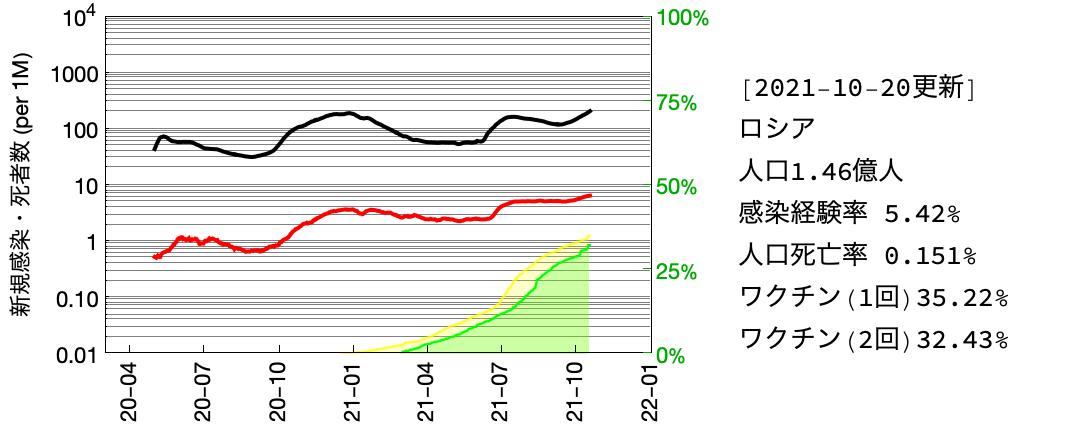 新規感染・死者数 (per 1M)
10^4
1000
100
10
1
0.1
0.10
0.01
100%
75%
50%
25%
0%
20-04
20-07
20-10
21-01
21-04
21-07
21-10
22-01
[2021-10-20更新]
ロシア
人口1.46億人
感染経験率 5.42%
人口死亡率 0.151%
ワクチン(1回)35.22%
ワクチン(2回)32.43%